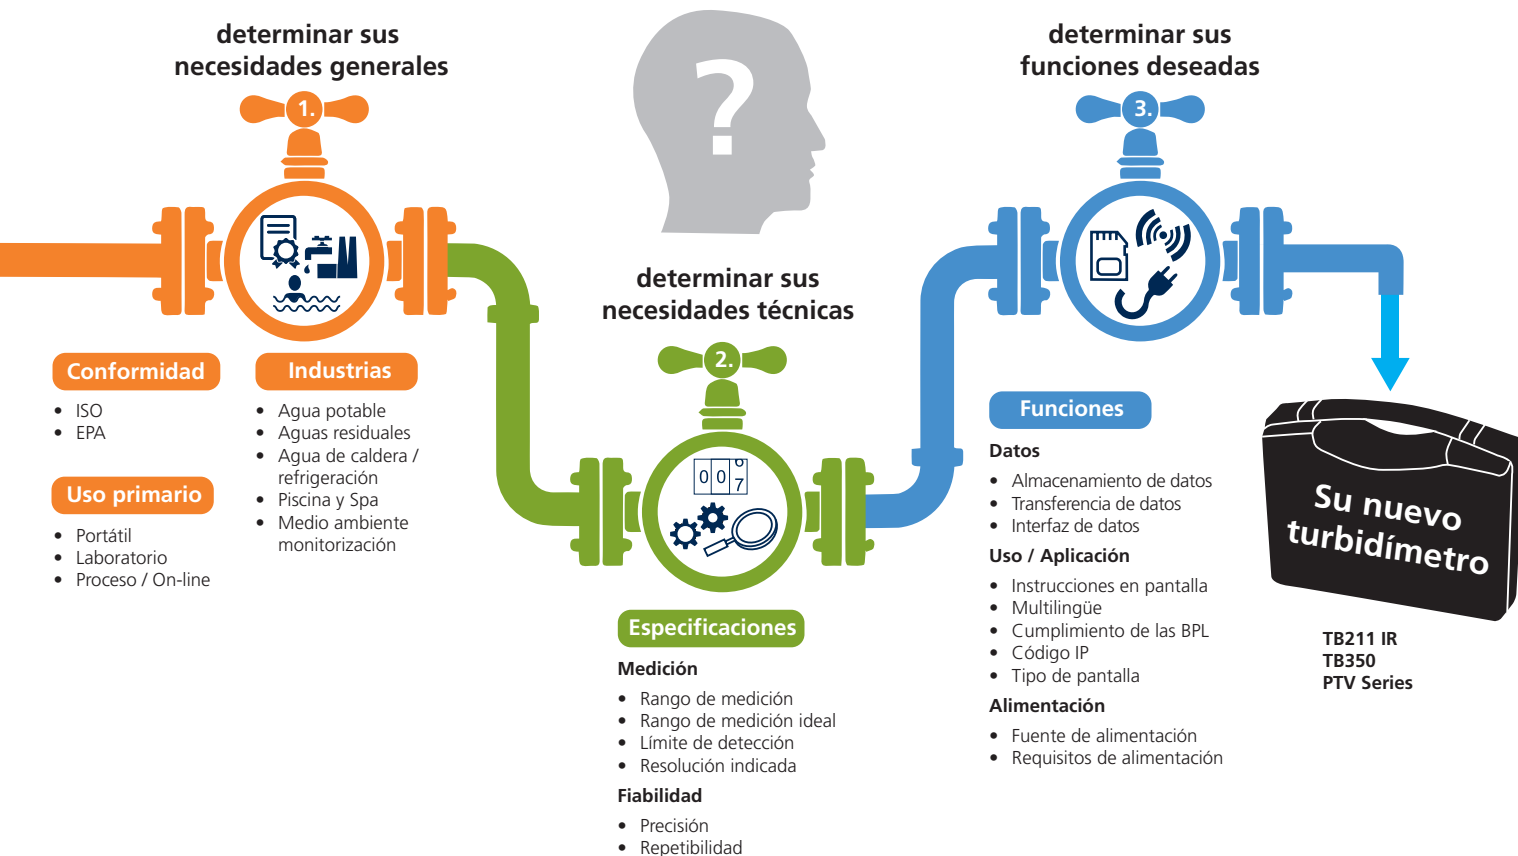 determinar sus
necesidades generales
1.
Conformidad
• ISO
• EPA
Uso primario
• Portátil
• Laboratorio
• Proceso / On-line
Industrias
• Agua potable
• Aguas residuales
• Agua de caldera /
refrigeración
• Piscina y Spa
• Medio ambiente
monitorización
?
determinar sus
necesidades técnicas
2.
0 0 6
7
Especificaciones
Medición
• Rango de medición
• Rango de medición ideal
• Límite de detección
• Resolución indicada
Fiabilidad
• Precisión
• Repetibilidad
determinar sus
funciones deseadas
3.
Funciones
Datos
• Almacenamiento de datos
• Transferencia de datos
• Interfaz de datos
Uso / Aplicación
• Instrucciones en pantalla
• Multilingüe
• Cumplimiento de las BPL
• Código IP
• Tipo de pantalla
Alimentación
• Fuente de alimentación
• Requisitos de alimentación
Su nuevo
turbidímetro
TB211 IR
TB350
PTV Series